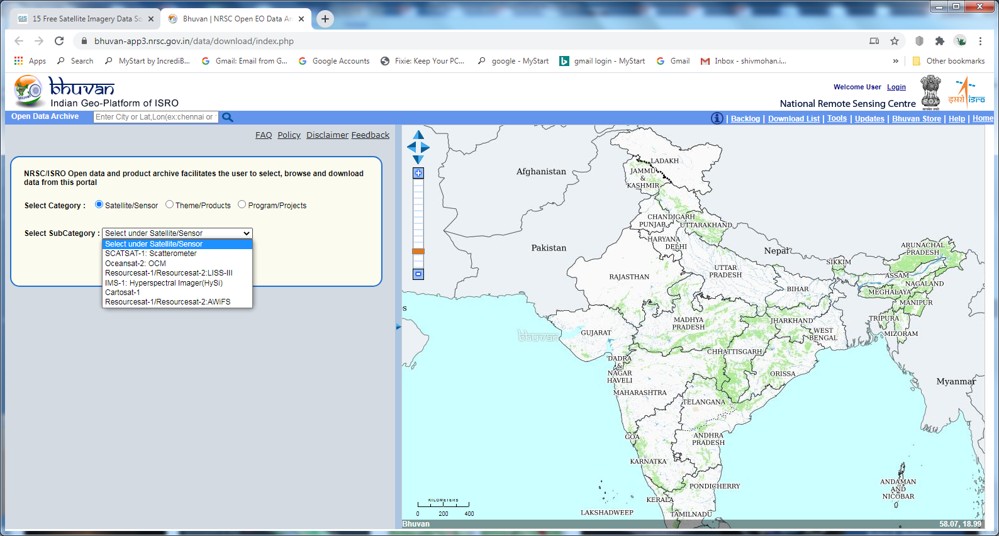 15 Free Satellite Imagery Data So
Bhuvan | NRSC Open EO Data Ar
bhuvan-app3.nrsc.gov.in/data/download/index.php
Apps
Search
MyStart by IncrediB...
Gmail: Email from G...
Google Accounts
Fixie: Keep Your PC...
google - MyStart
gmail login - MyStart
Gmail
Inbox - shivmohan.i...
»
Other bookmarks
bhuvan
Indian Geo-Platform of ISRO
Welcome User Login
National Remote Sensing Centre
इसरो isro
Open Data Archive
Enter City or Lat,Lon(ex:chennai or
| Backlog | Download List | Tools | Updates | Bhuvan Store | Help | Home
FAQ Policy Disclaimer Feedback
NRSC/ISRO Open data and product archive facilitates the user to select, browse and download
data from this portal
Select Category : Satellite/Sensor Theme/Products Program/Projects
Select SubCategory : Select under Satellite/Sensor
Select under Satellite/Sensor
SCATSAT-1: Scatterometer
Oceansat-2: OCM
Resourcesat-1/Resourcesat-2:LISS-III
IMS-1: Hyperspectral Imager(HySi)
Cartosat-1
Resourcesat-1/Resourcesat-2:AWiFS
Afghanistan
LADAKH
JAMMU
&
KASHMIR
CHANDIGARH
PUNJAB
UTTARAKHAND
HARYANA
DELHI
Pakistan
Nepal
ARUNACHAL
PRADESH
SIKKIM
RAJASTHAN
UTTAR
PRADESH
ASSAM
NAGALAND
BIHAR
MEGHALAYA
MANIPUR
es
TRIPURA
MIZORAM
MADHYA
PRADESH
JHARKHAND
WEST
BENGAL
GUJARAT
bhuvan
CHHATTISGARH
DADRA
&
NAGAR
HAVELI
ORISSA
Myanmar
MAHARASHTRA
TELANGANA
GOA
ANDHRA
PRADESH
KARNATKA
PONDICHERRY
ANDAMAN
AND
NICOBAR
KERALA
LAKSHADWEEP
TAMILNADU
KILOMETERS
0 200 400
Bhuvan
58.07, 18.99